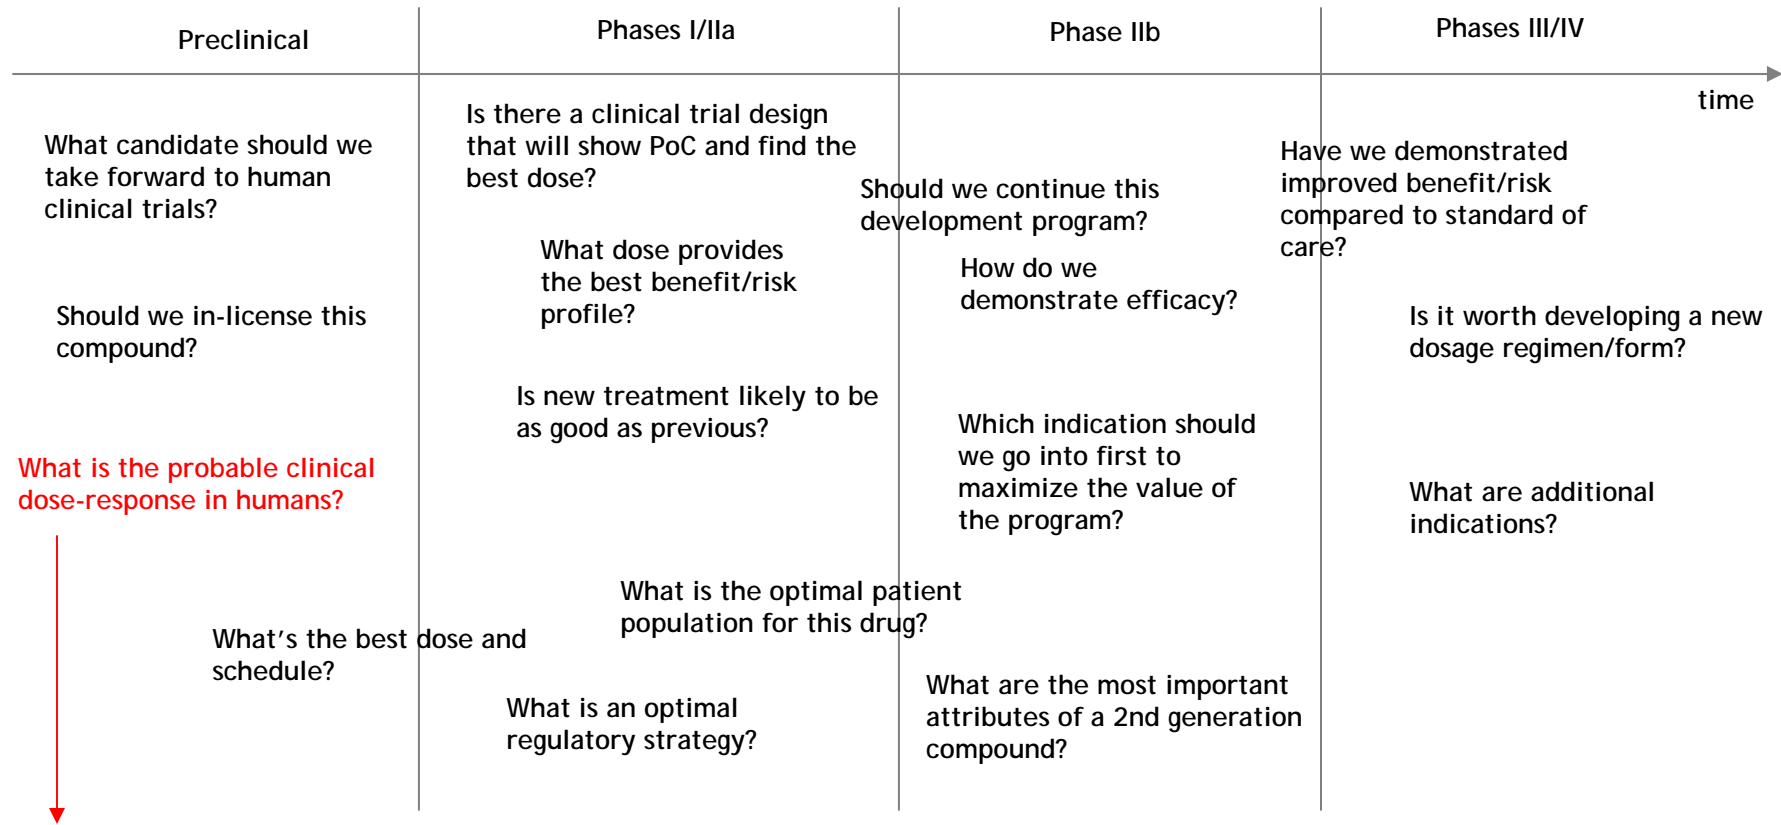 Preclinical
Phases I/IIa
Phase IIb
Phases III/IV
time
What candidate should we
take forward to human
clinical trials?
Should we in-license this
compound?
What is the probable clinical
dose-response in humans?
What's the best dose and
schedule?
Is there a clinical trial design
that will show PoC and find the
best dose?
What dose provides
the best benefit/risk
profile?
Is new treatment likely to be
as good as previous?
What is the optimal patient
population for this drug?
What is an optimal
regulatory strategy?
Should we continue this
development program?
How do we
demonstrate efficacy?
Which indication should
we go into first to
maximize the value of
the program?
What are the most important
attributes of a 2nd generation
compound?
Have we demonstrated
improved benefit/risk
compared to standard of
care?
Is it worth developing a new
dosage regimen/form?
What are additional
indications?